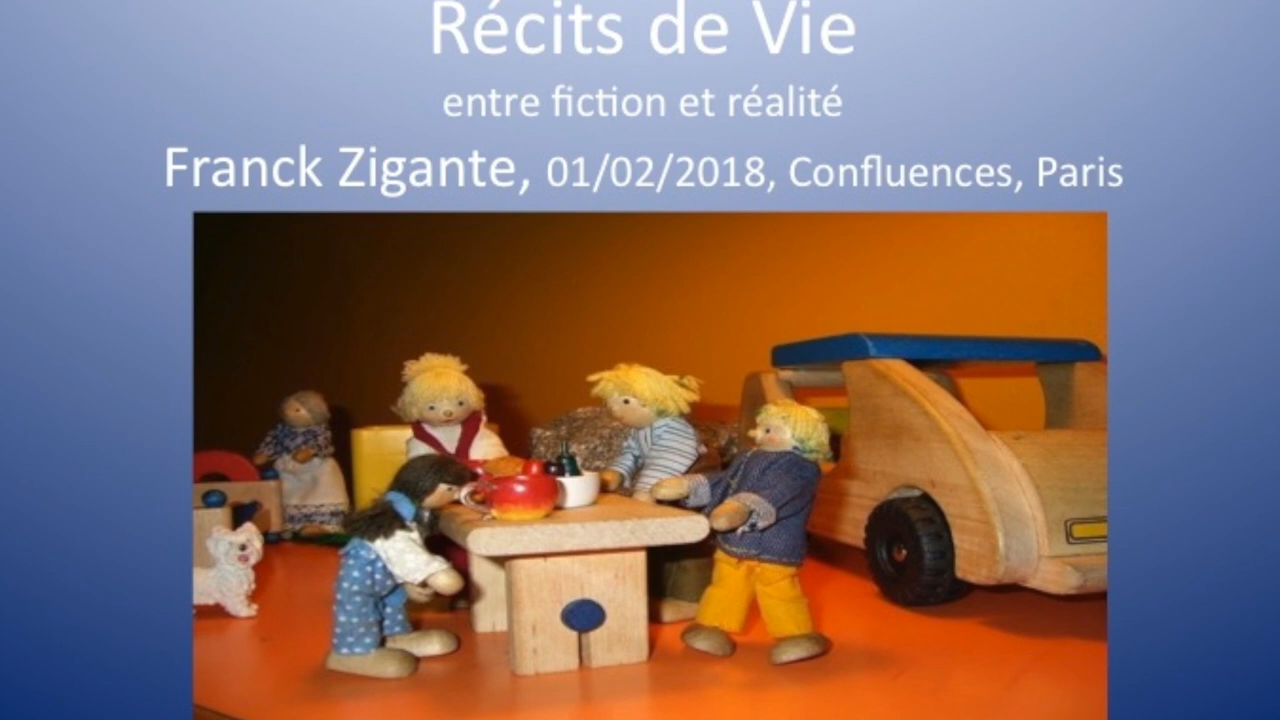 Récits de Vie
entre fiction et réalité
Franck Zigante, 01/02/2018, Confluences, Paris